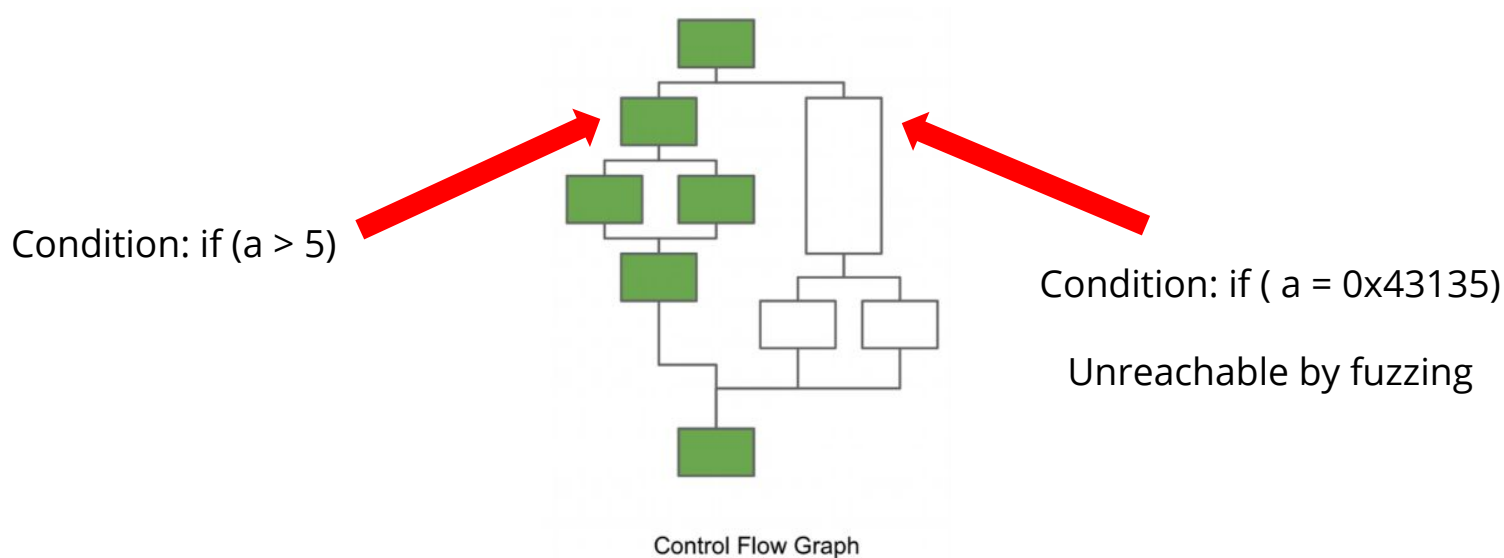 Condition: if (a > 5)
Condition: if ( a = 0x43135)
Unreachable by fuzzing
Control Flow Graph